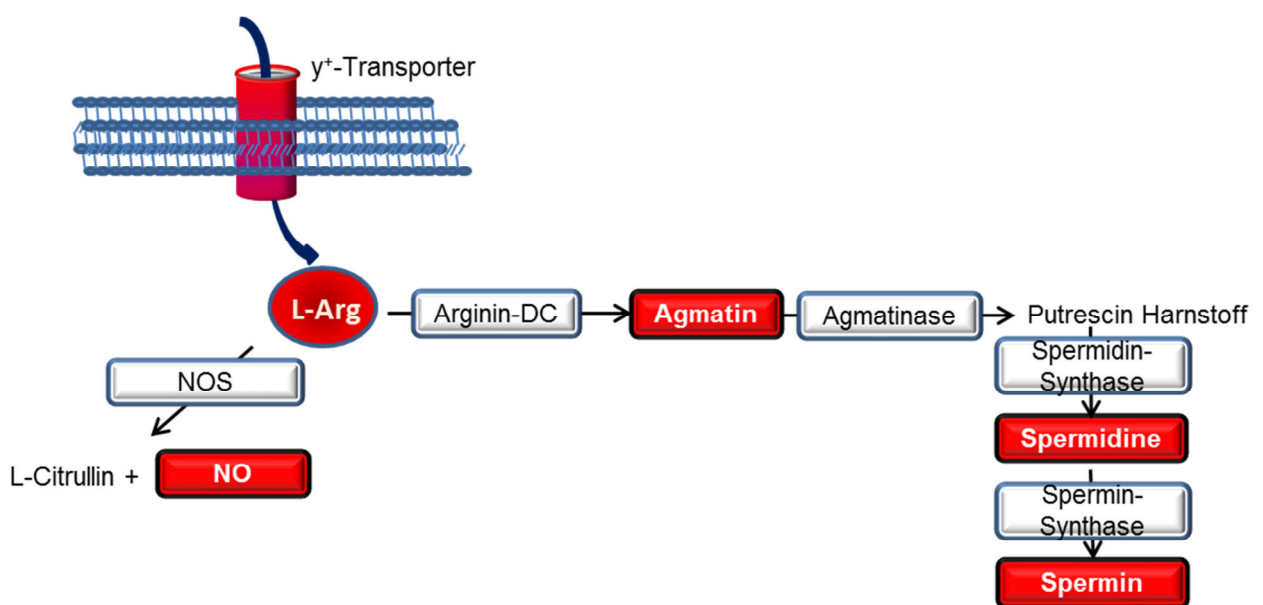 y⁺-Transporter
L-Arg
Arginin-DC
Agmatin
Agmatinase
Putrescin Harnstoff
NOS
Spermidin-
Synthase
L-Citrullin +
NO
Spermidine
Spermin-
Synthase
Spermin